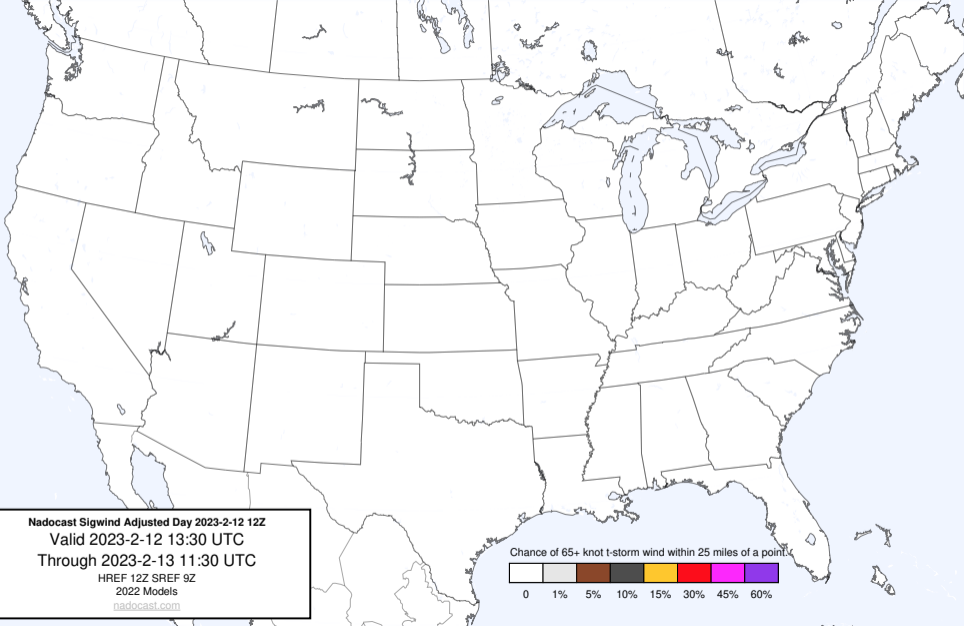 Nadocast Sigwind Adjusted Day 2023-2-12 12Z
Valid 2023-2-12 13:30 UTC
Through 2023-2-13 11:30 UTC
HREF 12Z SREF 9Z
2022 Models
nadocast.com
Chance of 65+ knot t-storm wind within 25 miles of a point.
0 1% 5% 10% 15% 30% 45% 60%